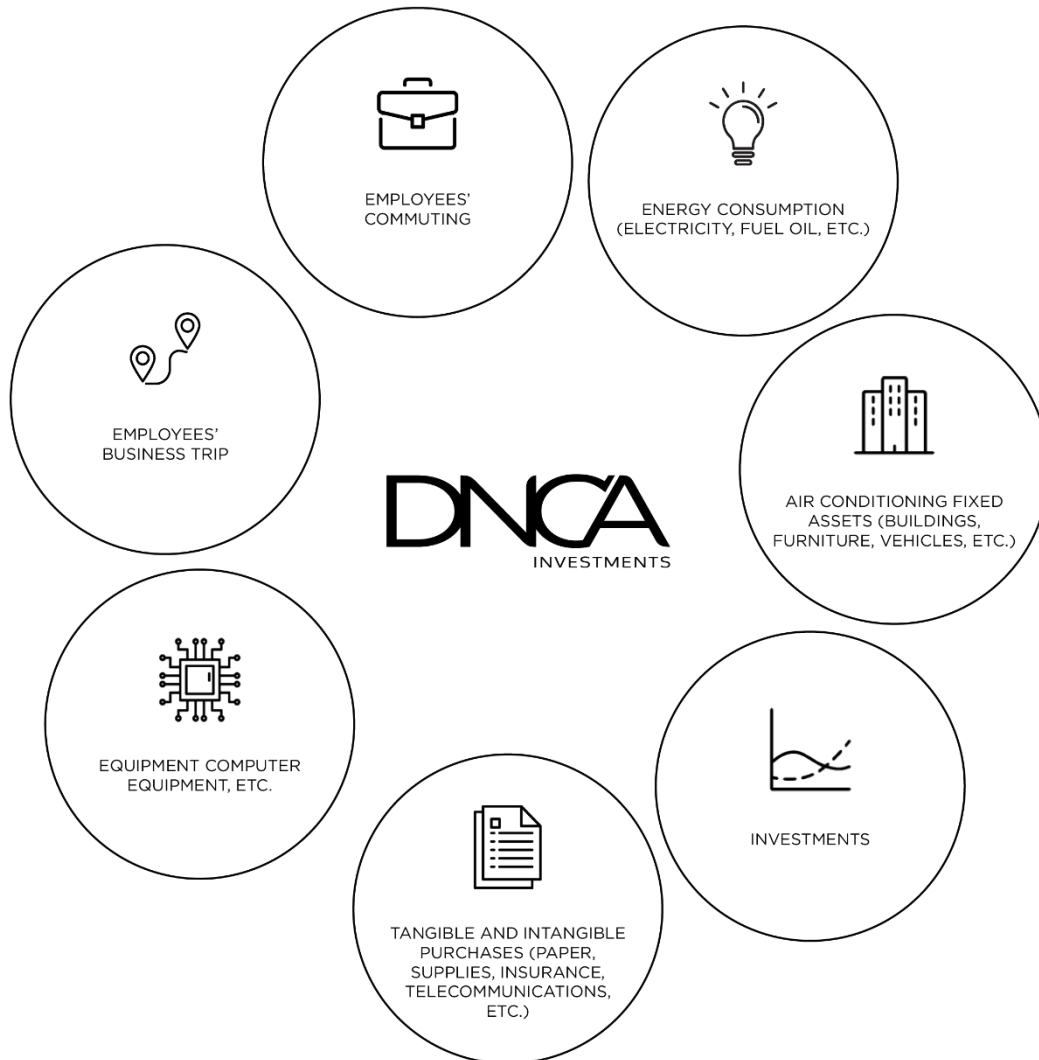 EMPLOYEES'
COMMUTING
ENERGY CONSUMPTION
(ELECTRICITY, FUEL OIL, ETC.)
EMPLOYEES'
BUSINESS TRIP
AIR CONDITIONING FIXED
ASSETS (BUILDINGS,
FURNITURE, VEHICLES, ETC.)
DNCA
INVESTMENTS
EQUIPMENT COMPUTER
EQUIPMENT, ETC.
INVESTMENTS
TANGIBLE AND INTANGIBLE
PURCHASES (PAPER,
SUPPLIES, INSURANCE,
TELECOMMUNICATIONS,
ETC.)